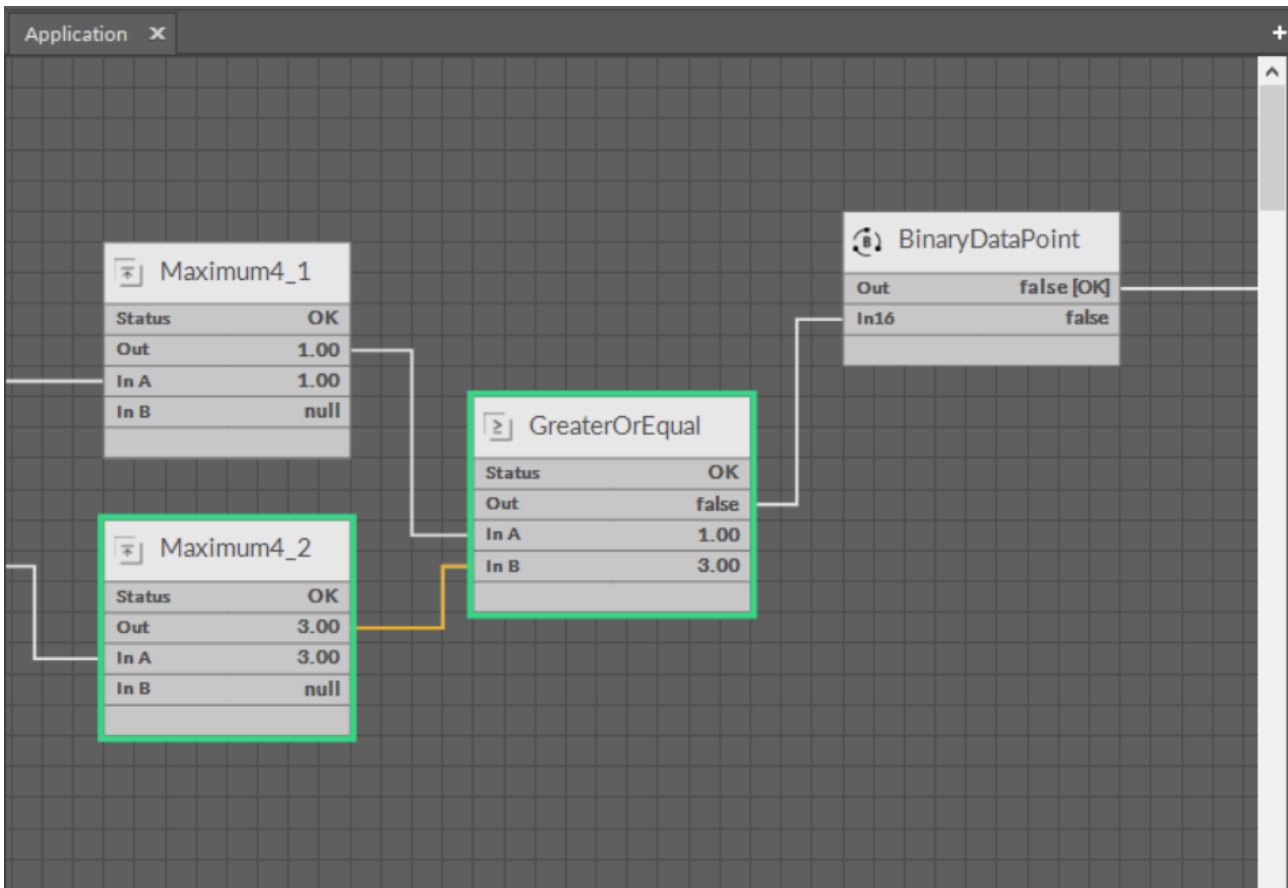 Application
Maximum4_1
Status OK
Out 1.00
In A 1.00
In B null
Maximum4_2
Status OK
Out 3.00
In A 3.00
In B null
GreaterOrEqual
Status OK
Out false
In A 1.00
In B 3.00
BinaryDataPoint
Out false [OK]
In16 false